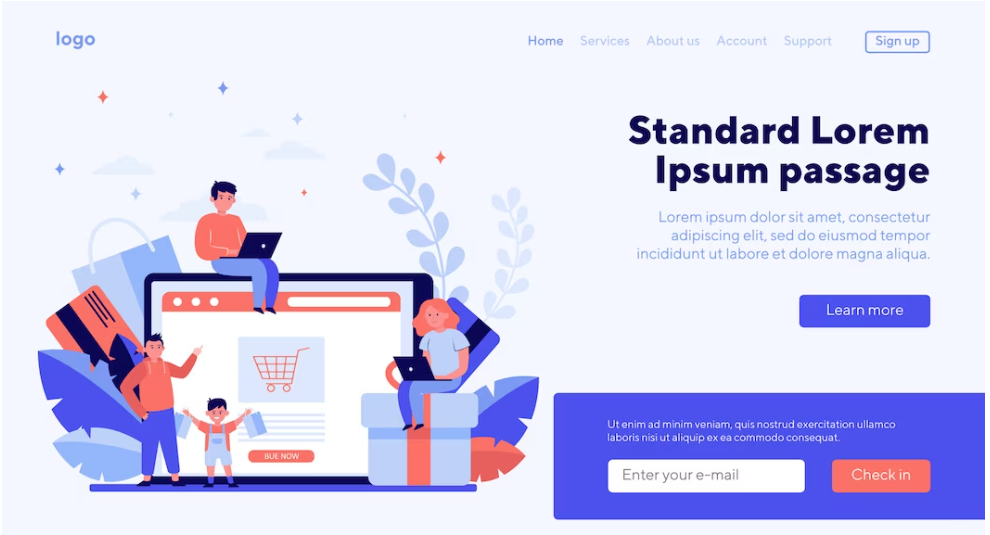 logo
Home Services About us Account Support Sign up
Standard Lorem
Ipsum passage
Lorem ipsum dolor sit amet, consectetur
adipiscing elit, sed do eiusmod tempor
incididunt ut labore et dolore magna aliqua.
Learn more
BUE NOW
Ut enim ad minim veniam, quis nostrud exercitation ullamco
laboris nisi ut aliquip ex ea commodo consequat.
Enter your e-mail
Check in